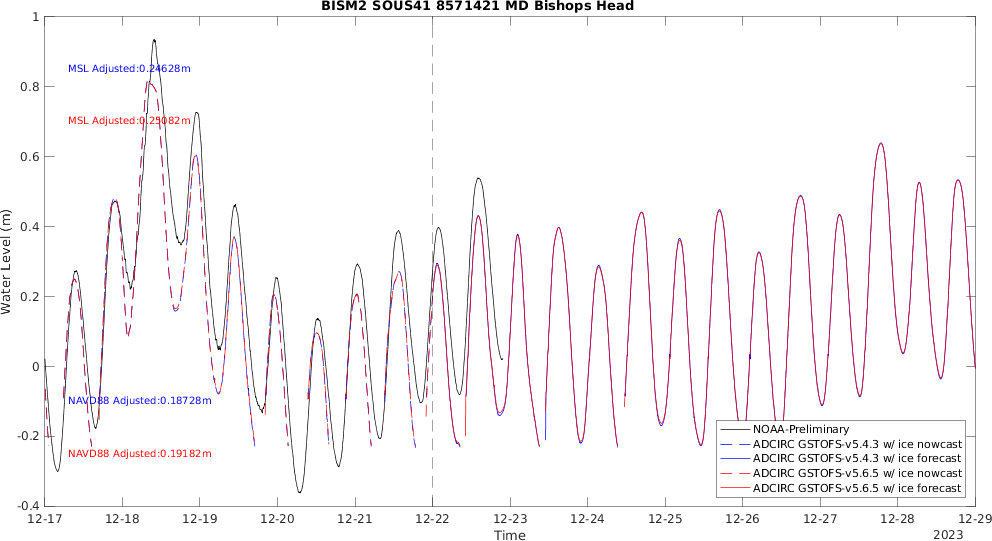 BISM2 SOUS41 8571421 MD Bishops Head
Water Level (m)
1
0.8
0.6
0.4
0.2
0
-0.2
-0.4
MSL Adjusted:0.24628m
MSL Adjusted:0.25082m
NAVD88 Adjusted:0.18728m
NAVD88 Adjusted:0.19182m
NOAA-Preliminary
ADCIRC GSTOFS-v5.4.3 w/ ice nowcast
ADCIRC GSTOFS-v5.4.3 w/ ice forecast
ADCIRC GSTOFS-v5.6.5 w/ ice nowcast
ADCIRC GSTOFS-v5.6.5 w/ ice forecast
12-17 12-18 12-19 12-20 12-21 12-22 12-23 12-24 12-25 12-26 12-27 12-28 12-29
Time
2023